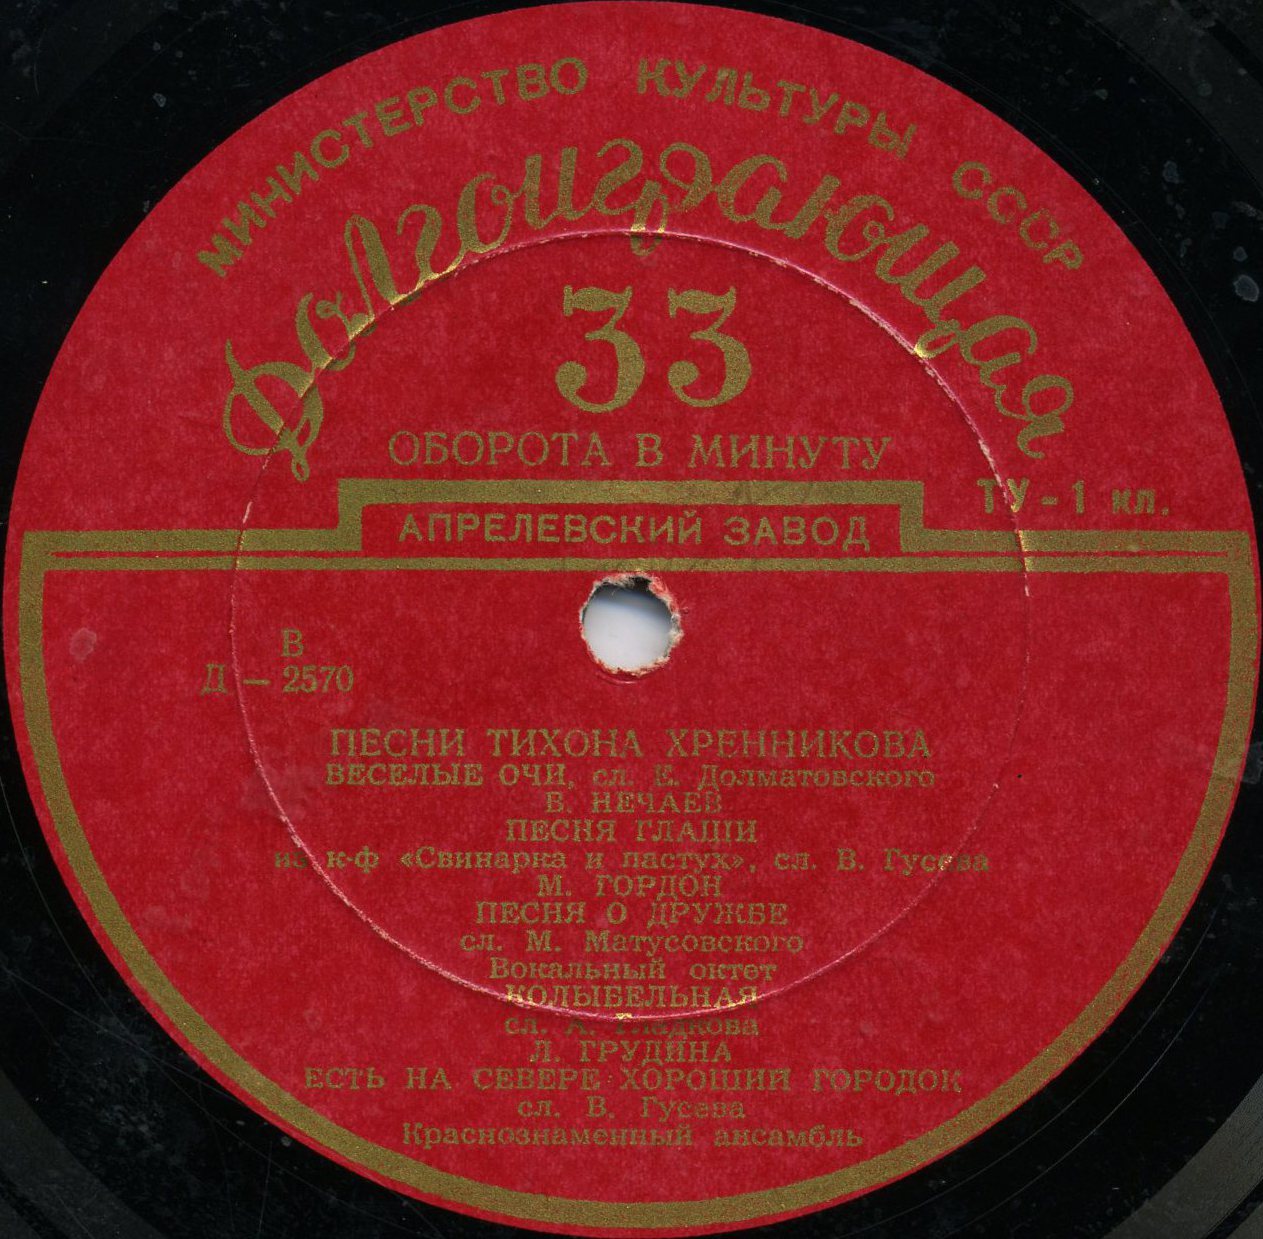 МИНИСТЕРСТВО КУЛЬТУРЫ СССР
Долгоиграющая
33
ОБОРОТА В МИНУТУ
ТУ-1 кл.
АПРЕЛЕВСКИЙ ЗАВОД
В
Д — 2570
ПЕСНИ ТИХОНА ХРЕННИКОВА
ВЕСЕЛЫЕ ОЧИ, сл. Е. Долматовского
В. НЕЧАЕВ
ПЕСНЯ ГЛАШИ
из к-ф «Свинарка и пастух», сл. В. Гусева
М. ГОРДОН
ПЕСНЯ О ДРУЖБЕ
сл. М. Матусовского
Вокальный октет
КОЛЫБЕЛЬНАЯ
сл. А. Гладкова
Л. ГРУДИНА
ЕСТЬ НА СЕВЕРЕ ХОРОШИЙ ГОРОДОК
сл. В. Гусева
Краснознаменный ансамбль